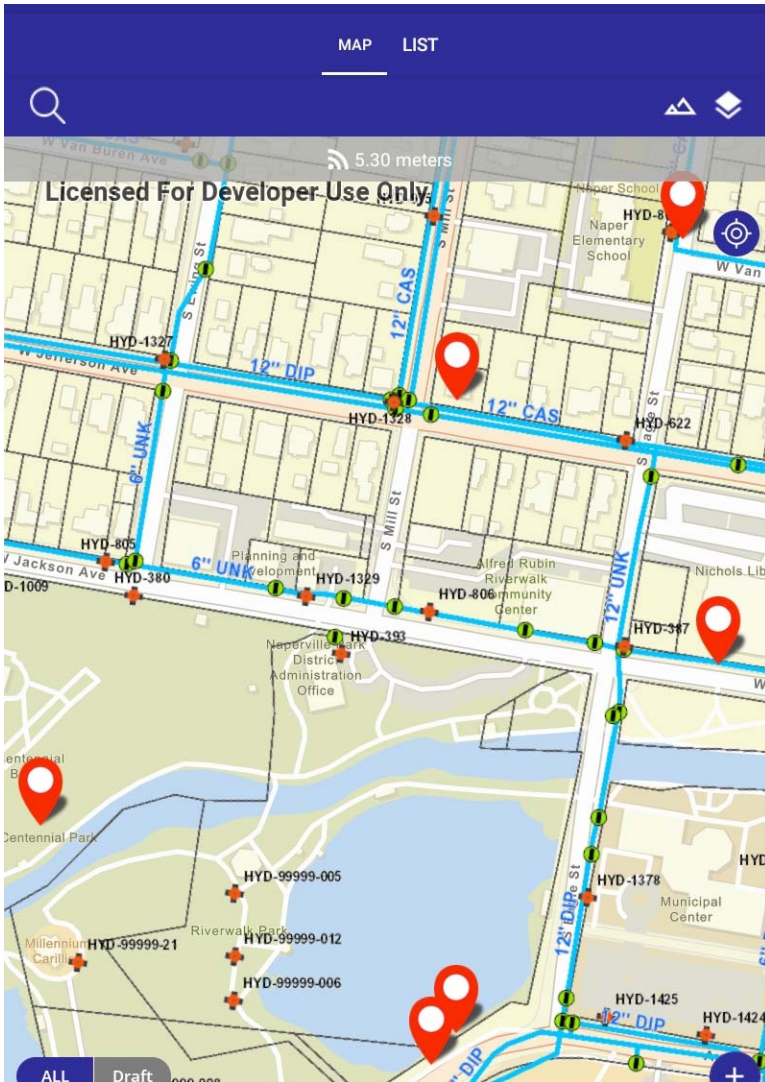 MAP LIST
W Van Buren Ave
5.30 meters
Licensed For Developer Use Only
Naper School
Naper
Elementary
School
S Mill St
W Van
12" CAS
HYD-1327
W Jefferson Ave
12" DIP
12" CAS
HYD-1328
HYD-622
6" UNK
S Mill St
HYD-805
W Jackson Ave
HYD-380
D-1009
6" UNK
Planning and
HYD-1329
HYD-806
Alfred Rubin
Riverwalk
Community
Center
12" UNK
Nichols Lib
HYD-387
HYD-393
Naperville Park
District
Administration
Office
Centennial Park
HYD-99999-005
HYD-1378
HYD
Municipal
Center
12" DIP
Riverwalk Park
HYD-99999-012
HYD-99999-21
Millennium
HYD-99999-006
HYD-1425
HYD-1424
12" DIP
" DIP
ALL Draft
+